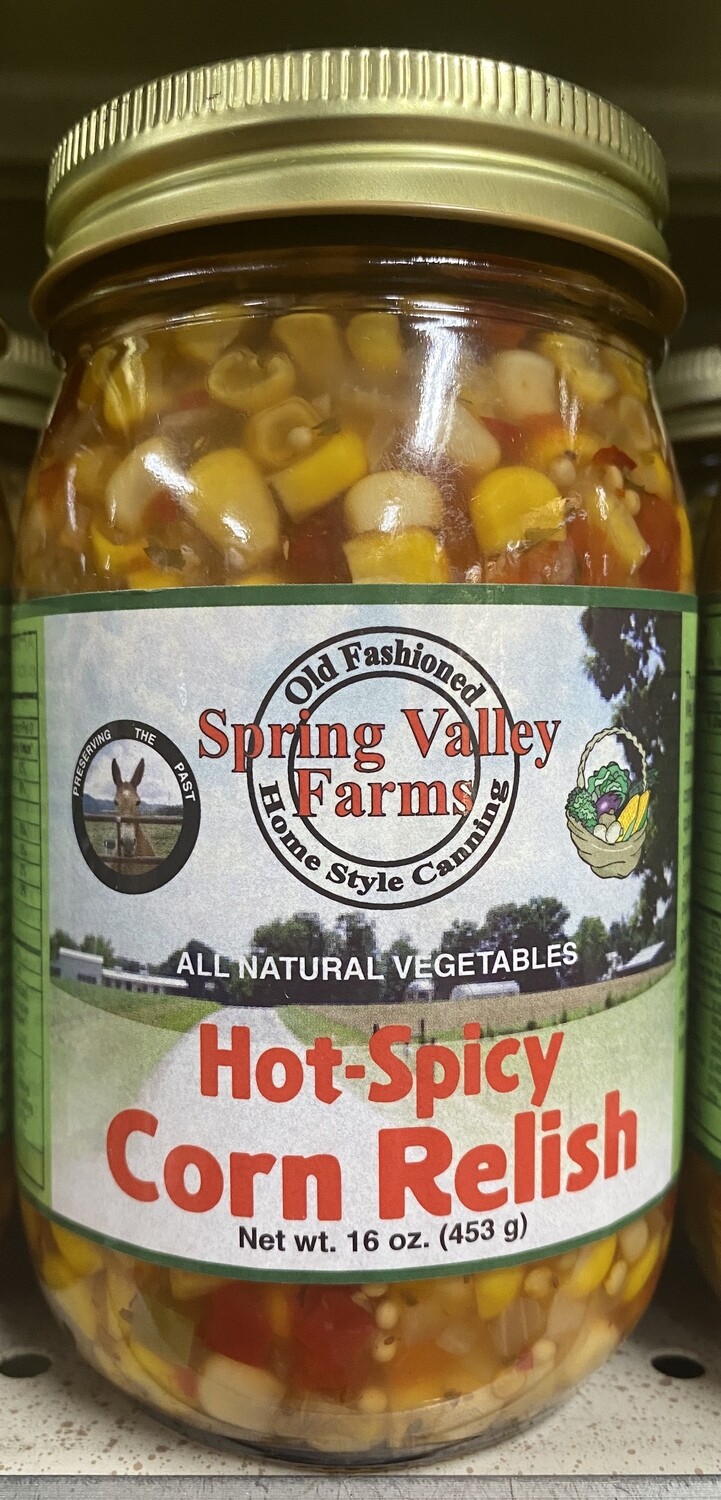 Old Fashioned
Spring Valley
Farms
Home Style Canning
PRESERVING THE PAST
ALL NATURAL VEGETABLES
Hot-Spicy
Corn Relish
Net wt. 16 oz. (453 g)